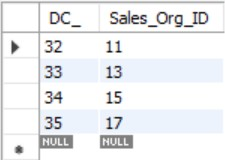 DC_ Sales_Org_ID
32 11
33 13
34 15
35 17
NULL NULL